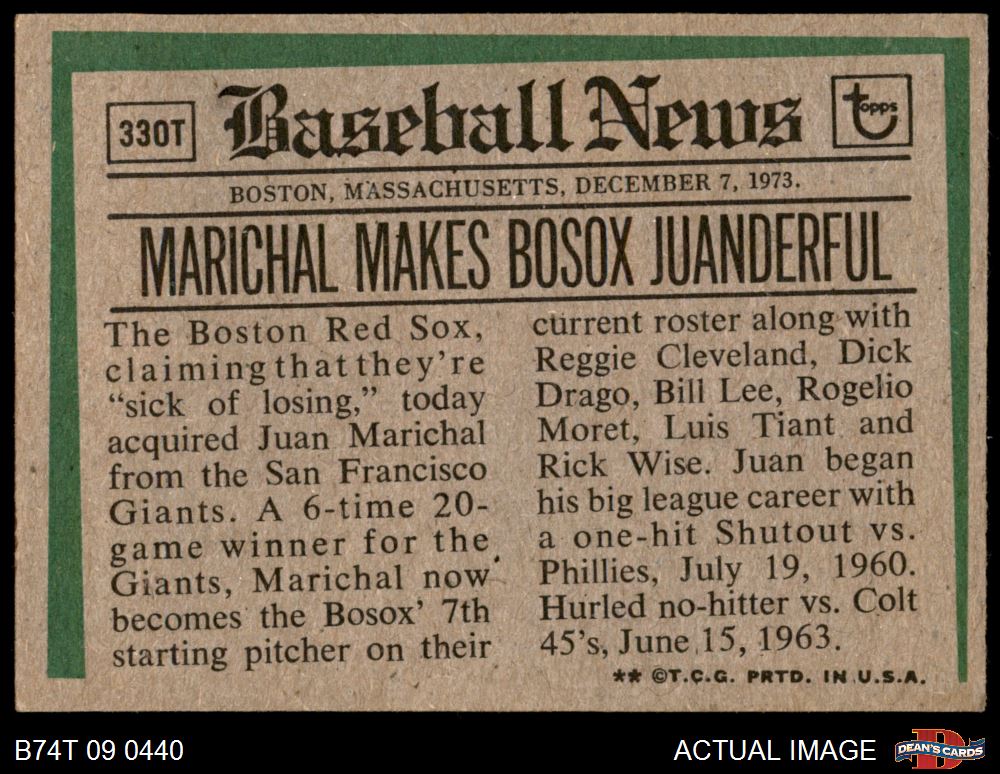 330T
Baseball News
topps
BOSTON, MASSACHUSETTS, DECEMBER 7, 1973.
MARICHAL MAKES BOSOX JUANDERFUL
The Boston Red Sox,
claiming that they're
"sick of losing," today
acquired Juan Marichal
from the San Francisco
Giants. A 6-time 20-
game winner for the
Giants, Marichal now
becomes the Bosox' 7th
starting pitcher on their
current roster along with
Reggie Cleveland, Dick
Drago, Bill Lee, Rogelio
Moret, Luis Tiant and
Rick Wise. Juan began
his big league career with
a one-hit Shutout vs.
Phillies, July 19, 1960.
Hurled no-hitter vs. Colt
45's, June 15, 1963.
** ©T.C.G. PRTD. IN U.S.A.
B74T 09 0440
ACTUAL IMAGE
DEAN'S CARDS